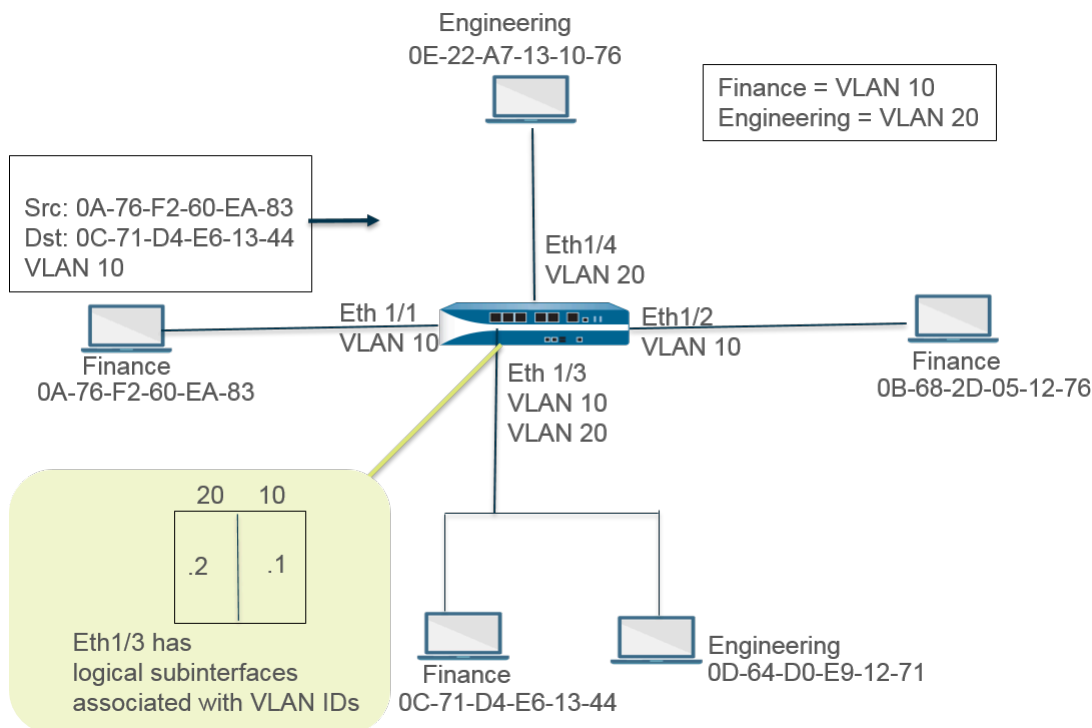 Engineering
0E-22-A7-13-10-76
Finance = VLAN 10
Engineering = VLAN 20
Src: 0A-76-F2-60-EA-83
Dst: 0C-71-D4-E6-13-44
VLAN 10
Eth1/4
VLAN 20
Eth 1/1
VLAN 10
Eth1/2
VLAN 10
Finance
0A-76-F2-60-EA-83
Finance
0B-68-2D-05-12-76
Eth 1/3
VLAN 10
VLAN 20
20 10
.2 .1
Eth1/3 has
logical subinterfaces
associated with VLAN IDs
Finance
0C-71-D4-E6-13-44
Engineering
0D-64-D0-E9-12-71